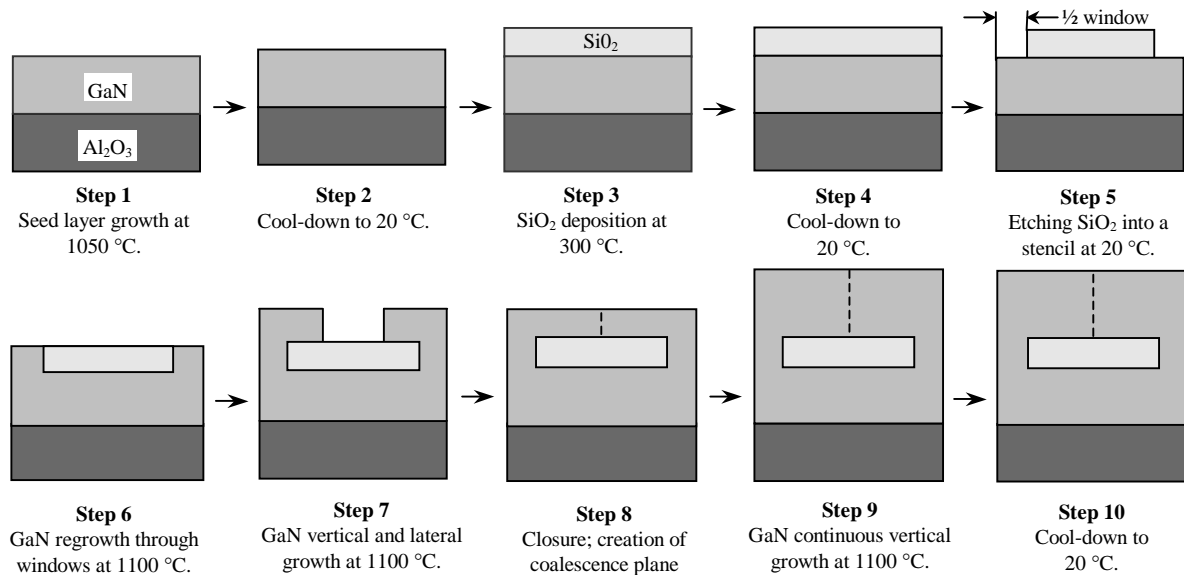 ½ window
SiO₂
GaN
Al₂O₃
Step 1
Seed layer growth at
1050 °C.
Step 2
Cool-down to 20 °C.
Step 3
SiO₂ deposition at
300 °C.
Step 4
Cool-down to
20 °C.
Step 5
Etching SiO₂ into a
stencil at 20 °C.
Step 6
GaN regrowth through
windows at 1100 °C.
Step 7
GaN vertical and lateral
growth at 1100 °C.
Step 8
Closure; creation of
coalescence plane
Step 9
GaN continuous vertical
growth at 1100 °C.
Step 10
Cool-down to
20 °C.